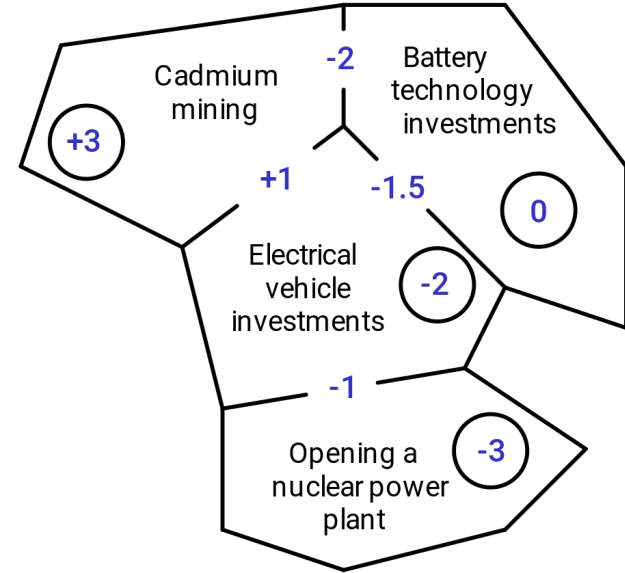 Cadmium
mining
+3
-2
Battery
technology
investments
0
+1
-1.5
Electrical
vehicle
investments
-2
-1
Opening a
nuclear power
plant
-3